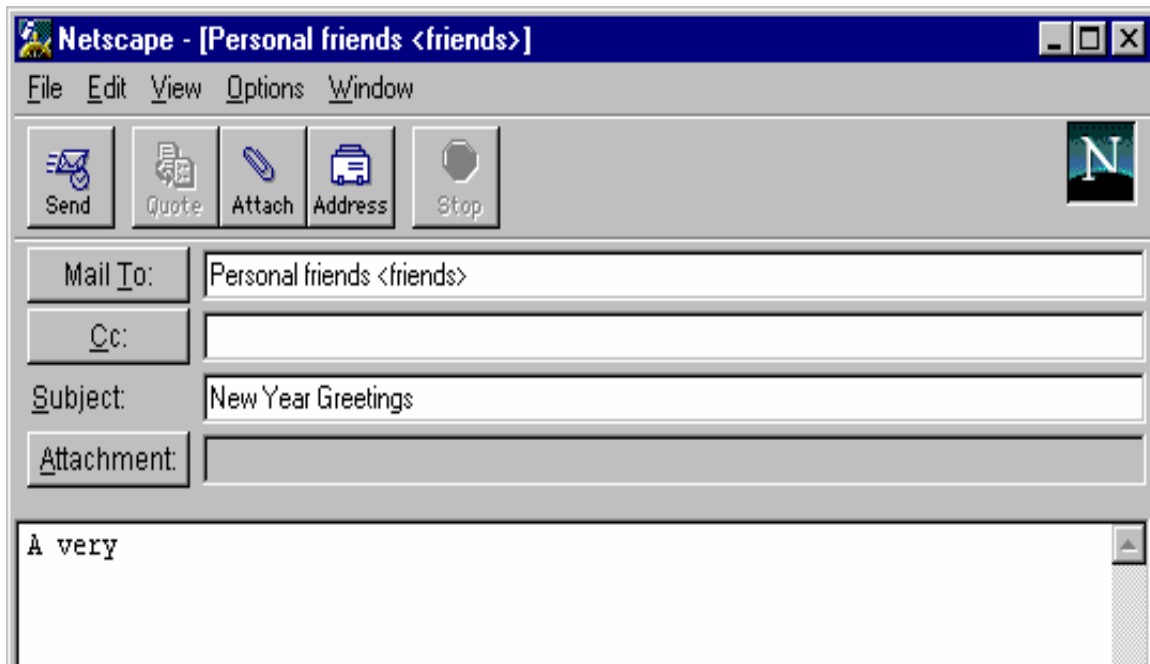 Netscape - [Personal friends <friends>]
File Edit View Options Window
Send Quote Attach Address Stop N
Mail To: Personal friends <friends>
Cc:
Subject: New Year Greetings
Attachment:
A very